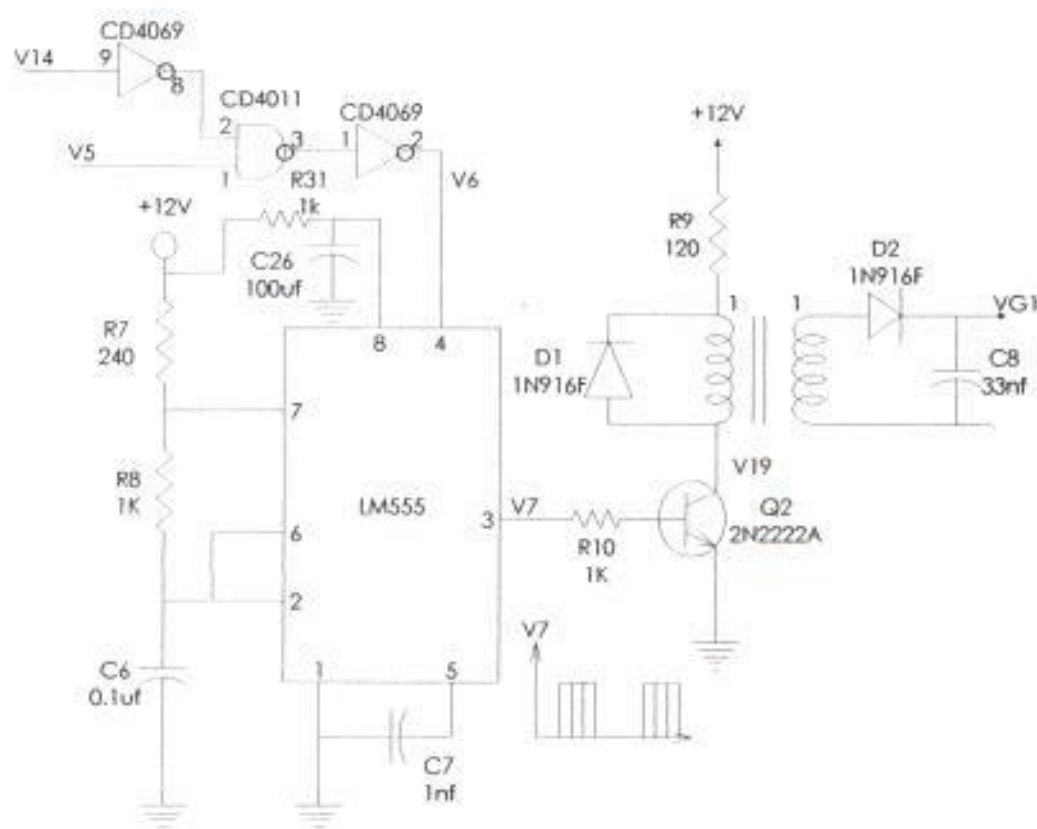 CD4069
V14
9
8
CD4011
CD4069
2
3
1
2
V5
1
R31
1k
V6
+12V
+12V
C26
100uf
R9
120
D2
1N916F
R7
240
8
4
1
1
VG1
D1
1N916F
C8
33nf
7
R8
1K
V19
LM555
3
V7
Q2
2N2222A
6
R10
1K
2
V7
C6
0.1uf
1
5
C7
1nf